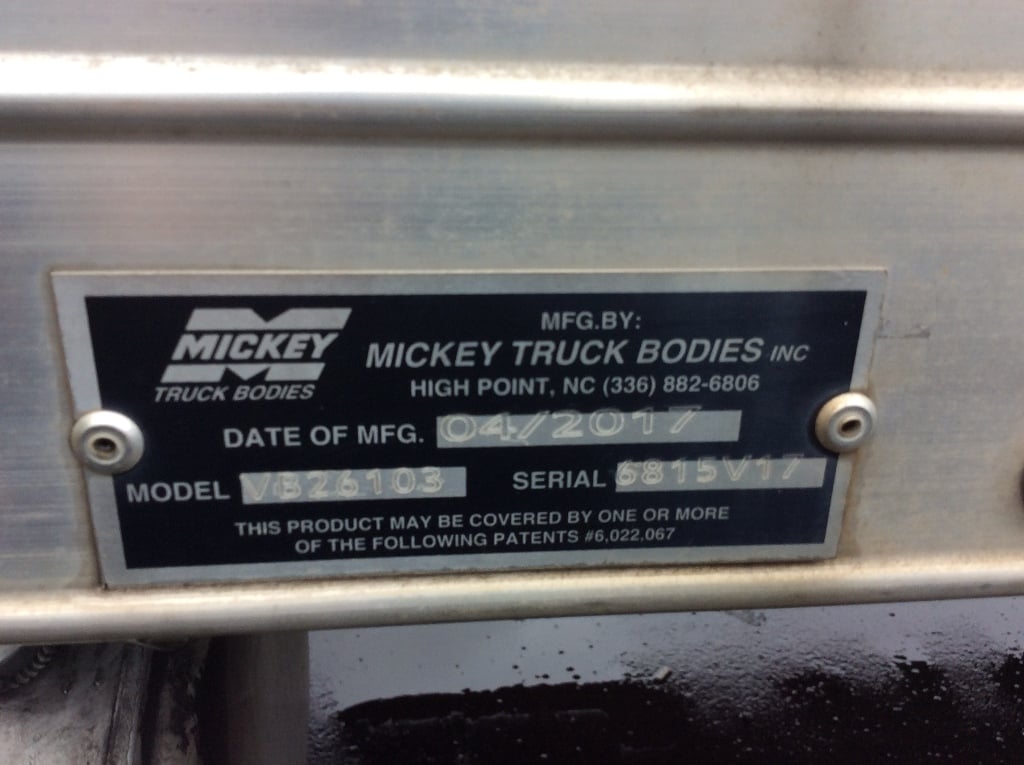 MICKEY
TRUCK BODIES
MFG.BY:
MICKEY TRUCK BODIES INC
HIGH POINT, NC (336) 882-6806
DATE OF MFG. 04/2017
MODEL VB26103
SERIAL 6815V17
THIS PRODUCT MAY BE COVERED BY ONE OR MORE
OF THE FOLLOWING PATENTS #6,022,067